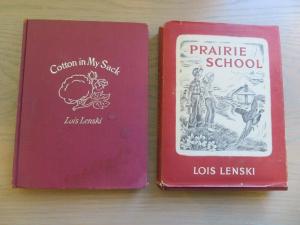 Cotton in My Sack
Lois Lenski
PRAIRIE
SCHOOL
LOIS LENSKI